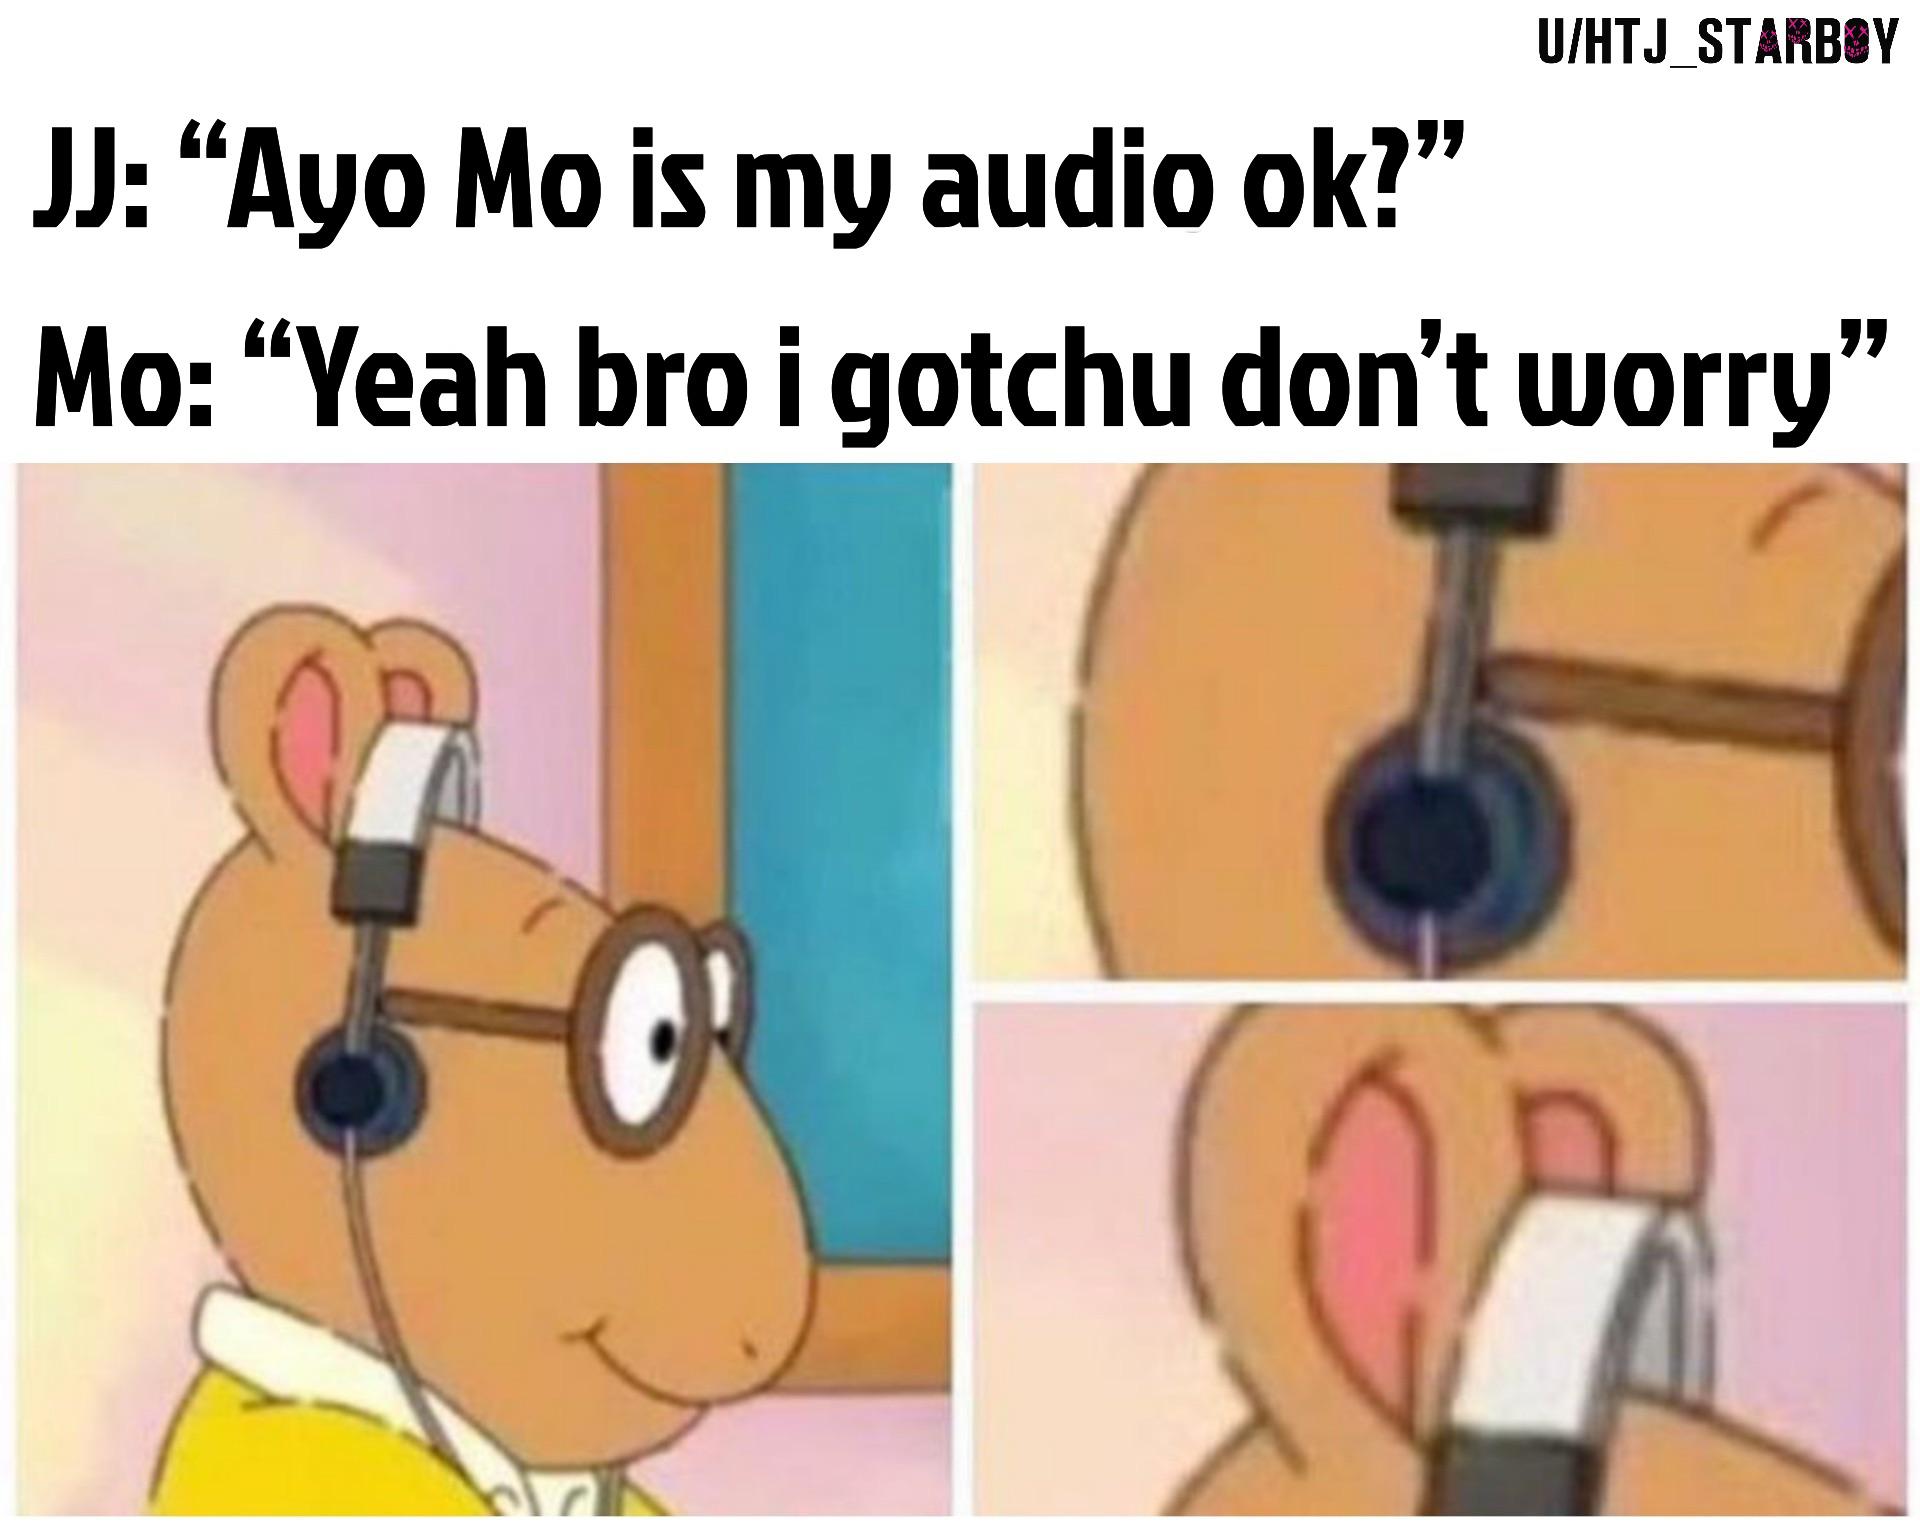 U/HTJ_STARBOY
JJ: “Ayo Mo is my audio ok?”
Mo: “Yeah bro i gotchu don’t worry”